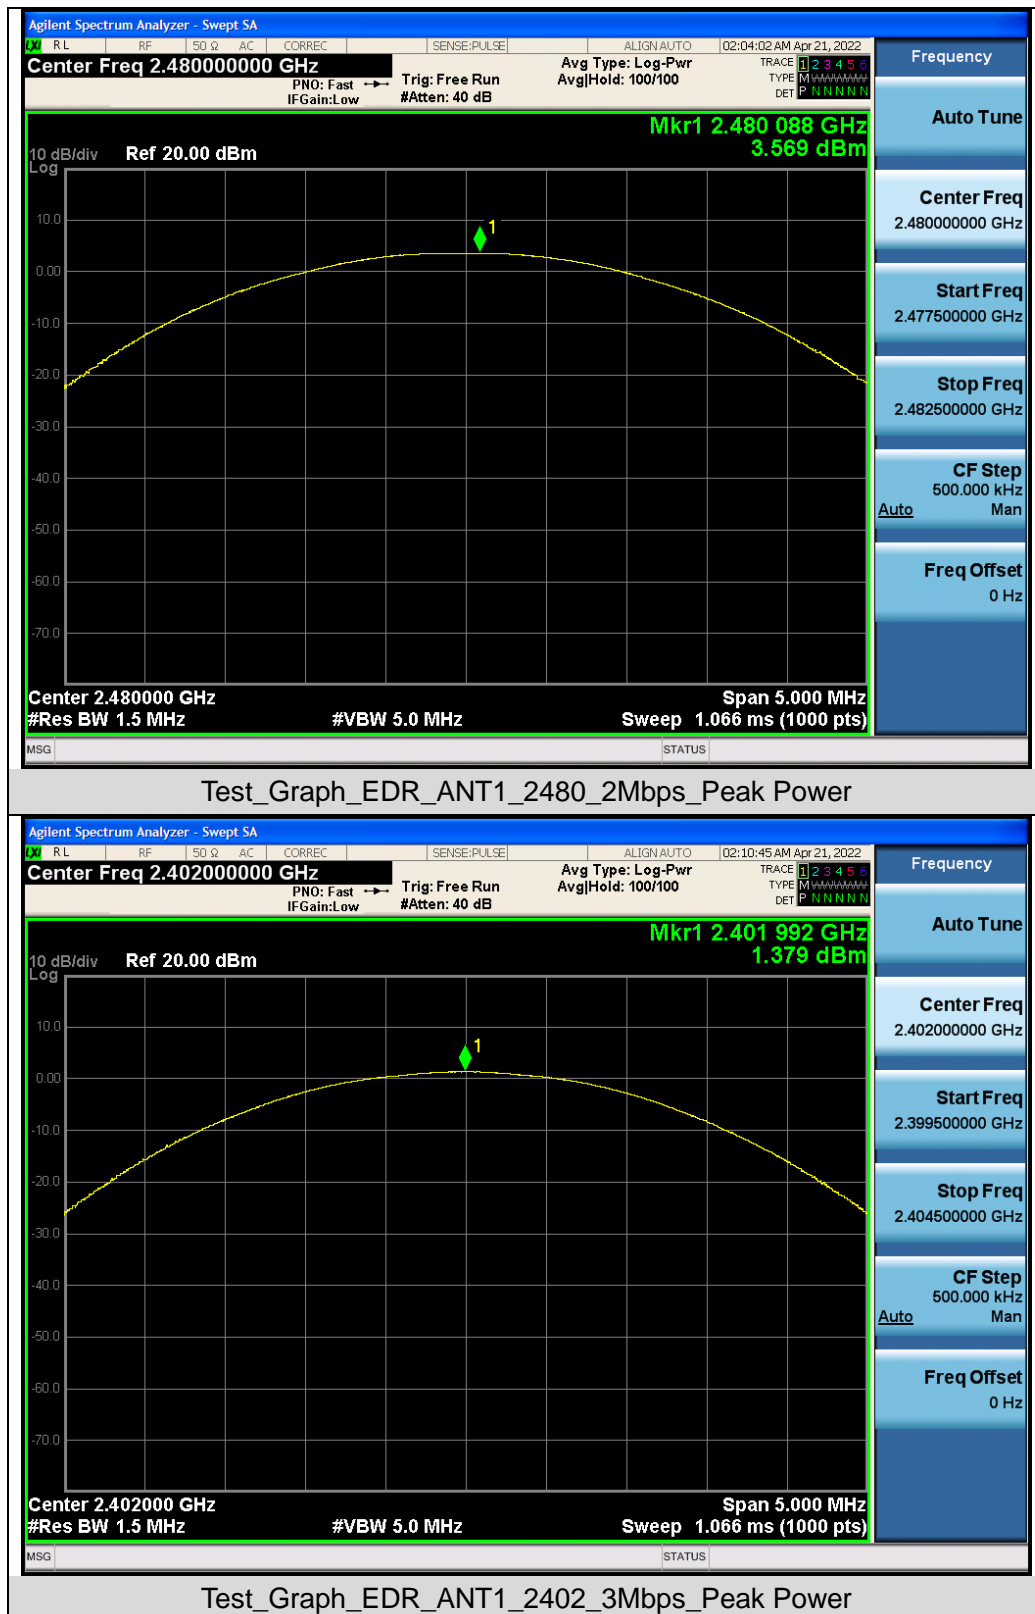 Agilent Spectrum Analyzer - Swept SA
LXI RL RF 50 Ω AC CORREC SENSE:PULSE ALIGN AUTO 02:04:02 AM Apr 21, 2022
Center Freq 2.480000000 GHz
PNO: Fast
IFGain:Low
Trig: Free Run
#Atten: 40 dB
Avg Type: Log-Pwr
Avg|Hold: 100/100
TRACE 1 2 3 4 5 6
TYPE M W W W W W
DET P N N N N N
Mkr1 2.480 088 GHz
3.569 dBm
10 dB/div Ref 20.00 dBm
Log
10.0
1
0.00
-10.0
-20.0
-30.0
-40.0
-50.0
-60.0
-70.0
Center 2.480000 GHz Span 5.000 MHz
#Res BW 1.5 MHz #VBW 5.0 MHz Sweep 1.066 ms (1000 pts)
MSG STATUS
Frequency
Auto Tune
Center Freq
2.480000000 GHz
Start Freq
2.477500000 GHz
Stop Freq
2.482500000 GHz
CF Step
500.000 kHz
Auto Man
Freq Offset
0 Hz
Test_Graph_EDR_ANT1_2480_2Mbps_Peak Power
Agilent Spectrum Analyzer - Swept SA
LXI RL RF 50 Ω AC CORREC SENSE:PULSE ALIGN AUTO 02:10:45 AM Apr 21, 2022
Center Freq 2.402000000 GHz
PNO: Fast
IFGain:Low
Trig: Free Run
#Atten: 40 dB
Avg Type: Log-Pwr
Avg|Hold: 100/100
TRACE 1 2 3 4 5 6
TYPE M W W W W W
DET P N N N N N
Mkr1 2.401 992 GHz
1.379 dBm
10 dB/div Ref 20.00 dBm
Log
10.0
1
0.00
-10.0
-20.0
-30.0
-40.0
-50.0
-60.0
-70.0
Center 2.402000 GHz Span 5.000 MHz
#Res BW 1.5 MHz #VBW 5.0 MHz Sweep 1.066 ms (1000 pts)
MSG STATUS
Frequency
Auto Tune
Center Freq
2.402000000 GHz
Start Freq
2.399500000 GHz
Stop Freq
2.404500000 GHz
CF Step
500.000 kHz
Auto Man
Freq Offset
0 Hz
Test_Graph_EDR_ANT1_2402_3Mbps_Peak Power